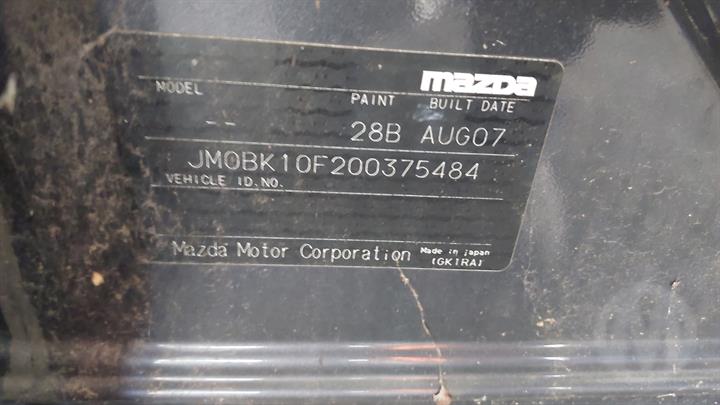 mazda
MODEL PAINT BUILT DATE
-- 28B AUG07
JM0BK10F200375484
VEHICLE ID.NO.
Mazda Motor Corporation Made in Japan
(GK1RA)